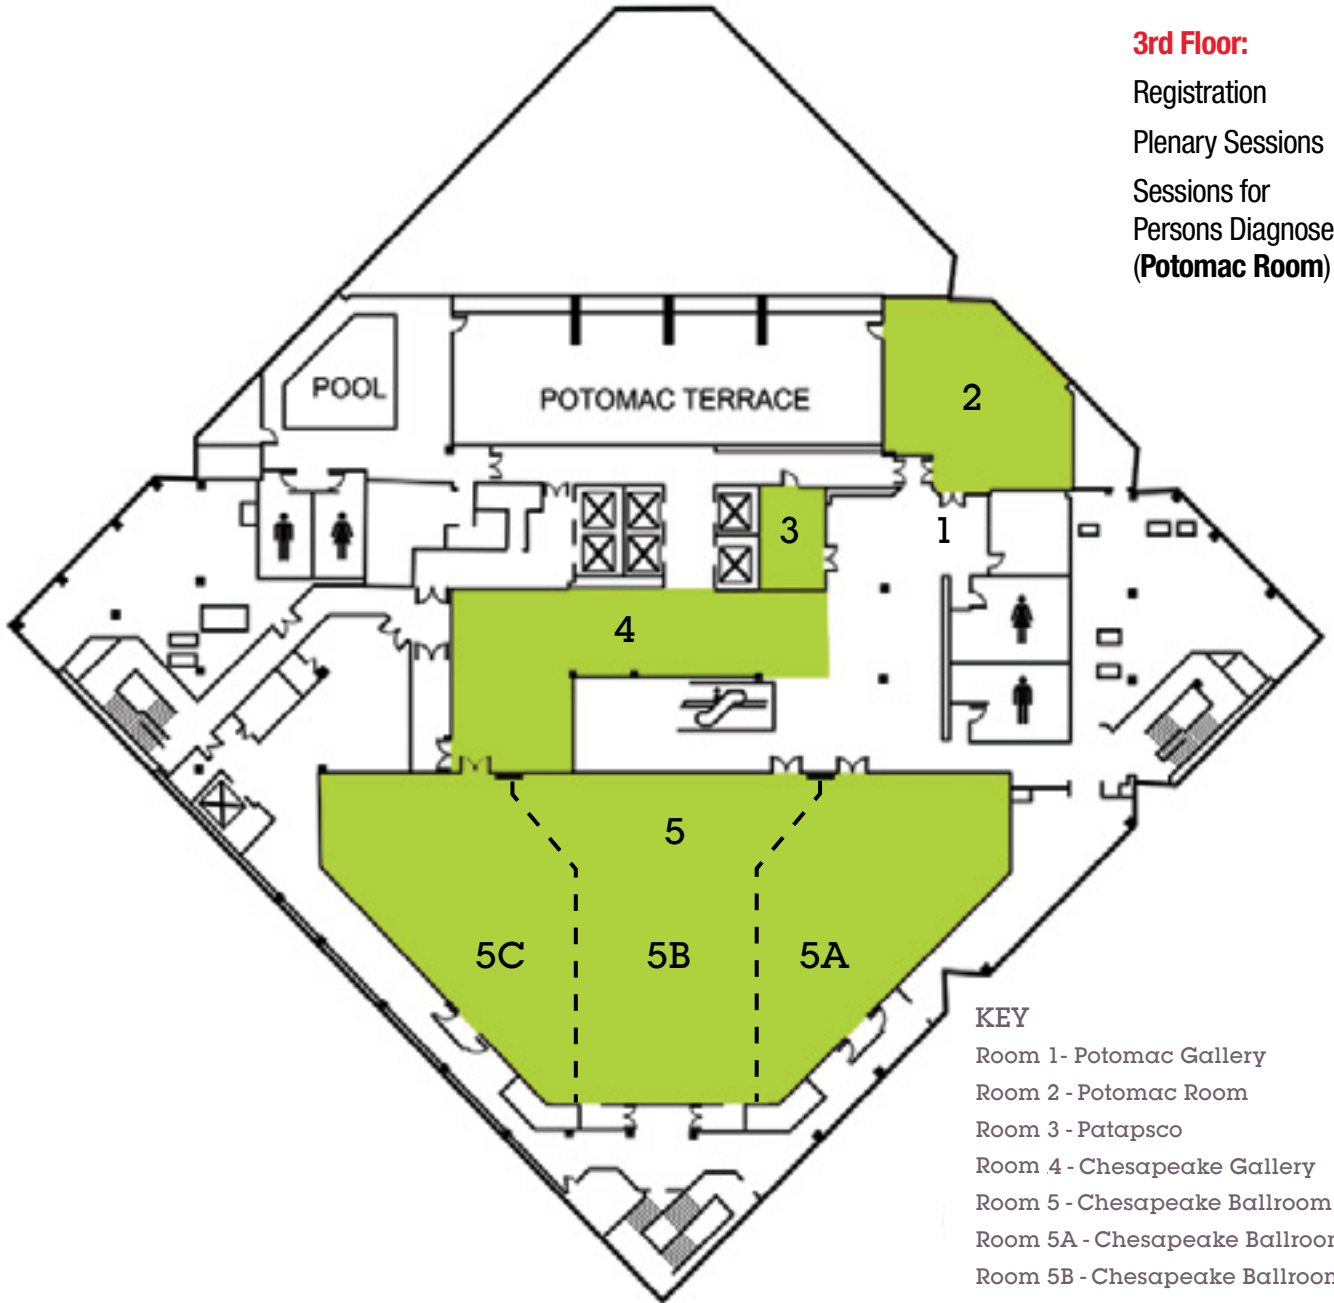 3rd Floor:
Registration
Plenary Sessions
Sessions for
Persons Diagnose
(Potomac Room)
POOL
POTOMAC TERRACE
2
3
1
4
5
5C
5B
5A
KEY
Room 1- Potomac Gallery
Room 2 - Potomac Room
Room 3 - Patapsco
Room 4 - Chesapeake Gallery
Room 5 - Chesapeake Ballroom
Room 5A - Chesapeake Ballroom
Room 5B - Chesapeake Ballroom